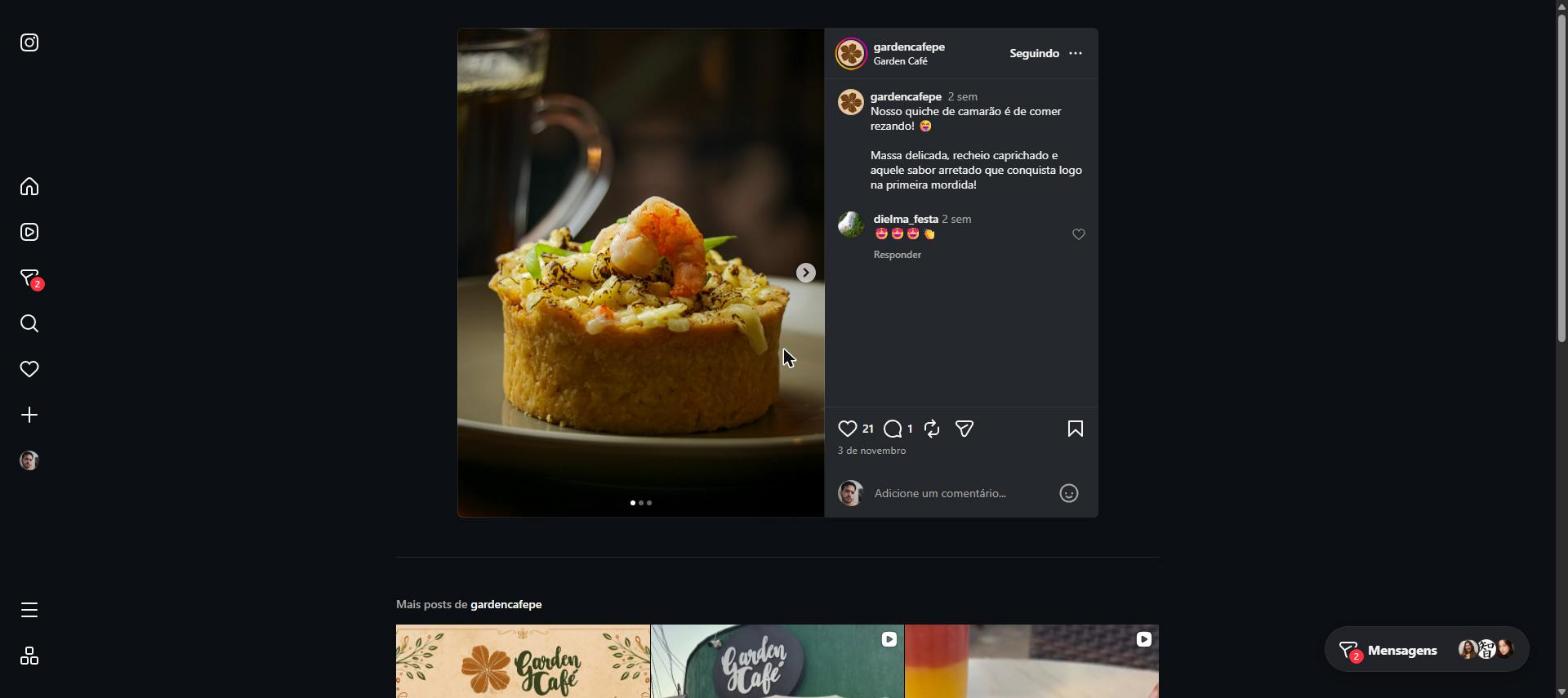 gardencafepe
Garden Café
Seguindo
gardencafepe 2 sem
Nosso quiche de camarão é de comer
rezando! 😝
Massa delicada, recheio caprichado e
aquele sabor arretado que conquista logo
na primeira mordida!
dielma_festa 2 sem
🤩🤩🤩👏
Responder
21
1
3 de novembro
Adicione um comentário...
2
Mais posts de gardencafepe
Garden
Café
Garden
Café
2
Mensagens